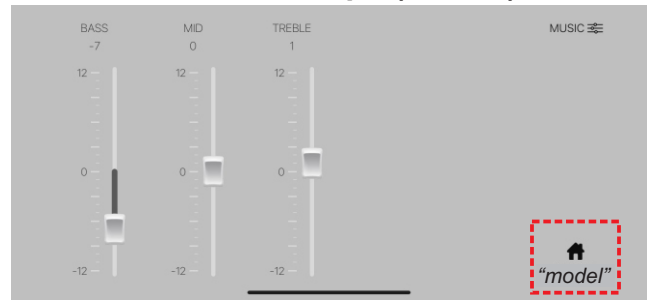 BASS MID TREBLE MUSIC
-7 0 1
12 12 12
0 0 0
-12 -12 -12
“model”